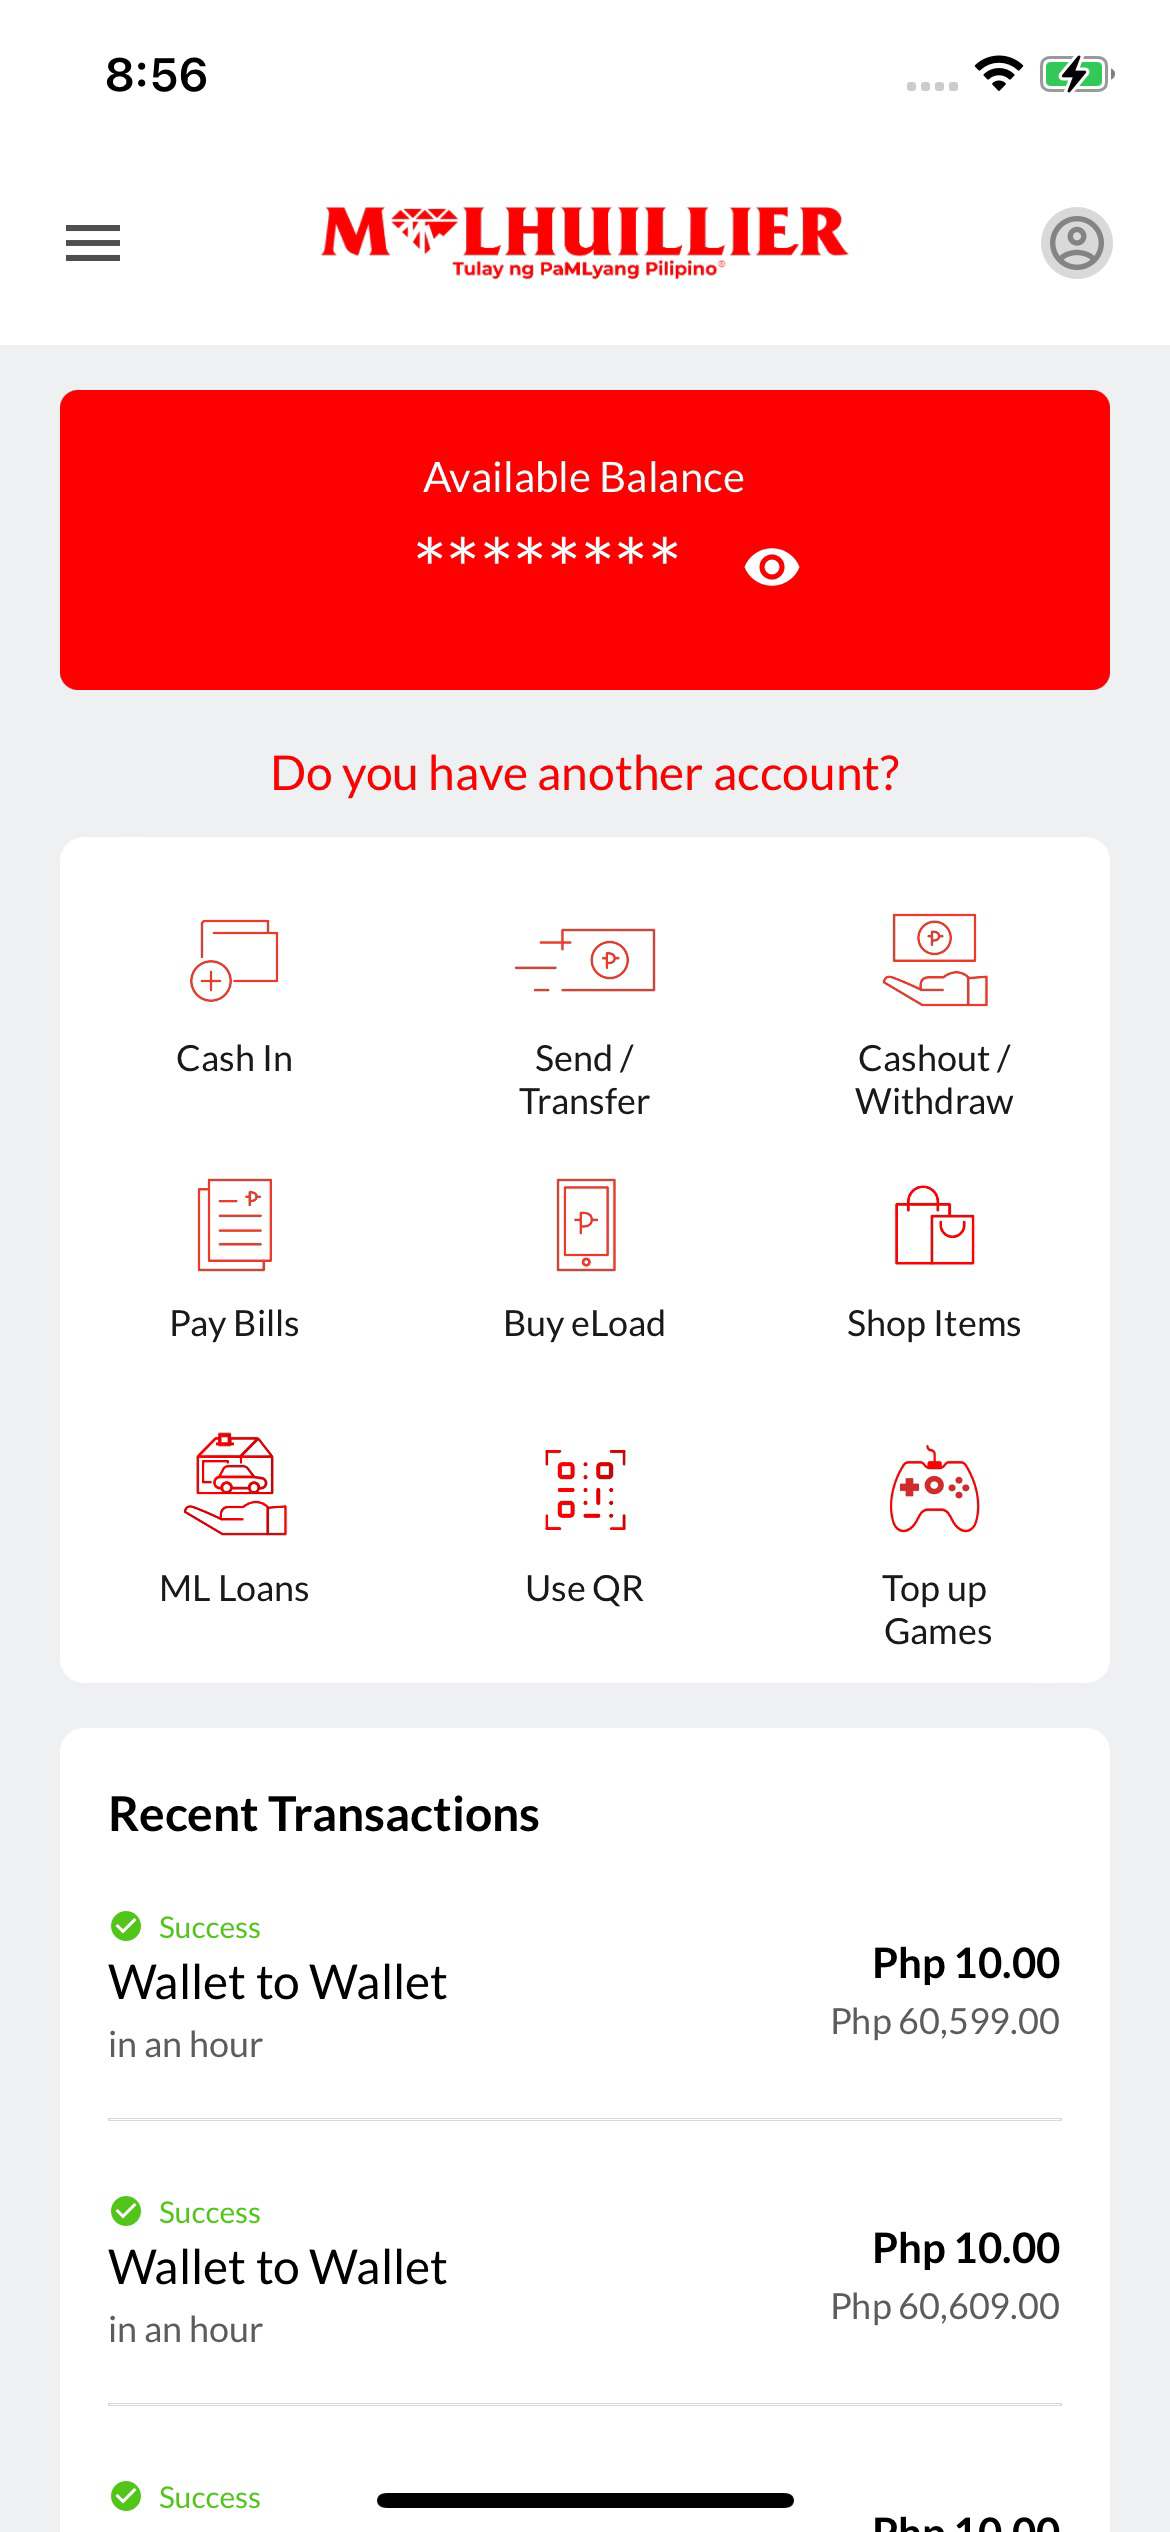 8:56
M LHUILLIER
Tulay ng PaMLyang Pilipino®
Available Balance
********
Do you have another account?
Cash In
Send /
Transfer
Cashout /
Withdraw
Pay Bills
Buy eLoad
Shop Items
ML Loans
Use QR
Top up
Games
Recent Transactions
Success
Wallet to Wallet
in an hour
Php 10.00
Php 60,599.00
Success
Wallet to Wallet
in an hour
Php 10.00
Php 60,609.00
Success
Php 10.00